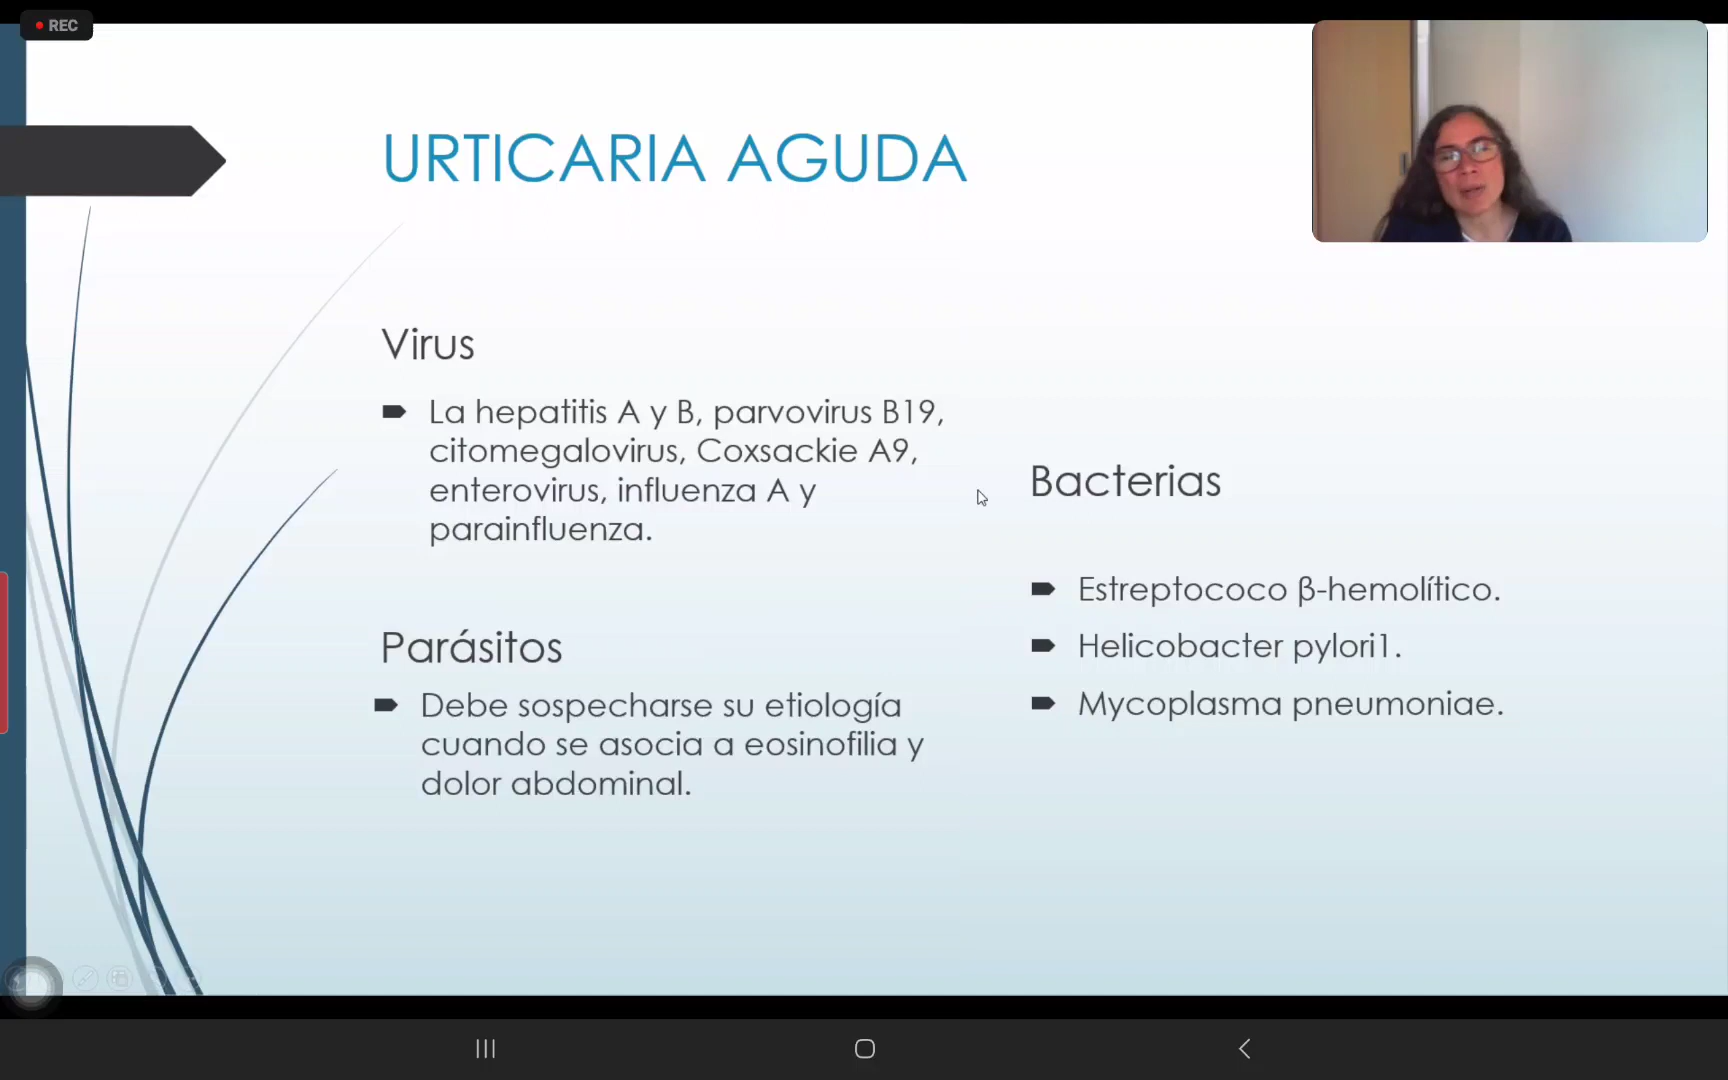 REC
URTICARIA AGUDA
Virus
La hepatitis A y B, parvovirus B19,
citomegalovirus, Coxsackie A9,
enterovirus, influenza A y
parainfluenza.
Parásitos
Debe sospecharse su etiología
cuando se asocia a eosinofilia y
dolor abdominal.
Bacterias
Estreptococo β-hemolítico.
Helicobacter pylori1.
Mycoplasma pneumoniae.